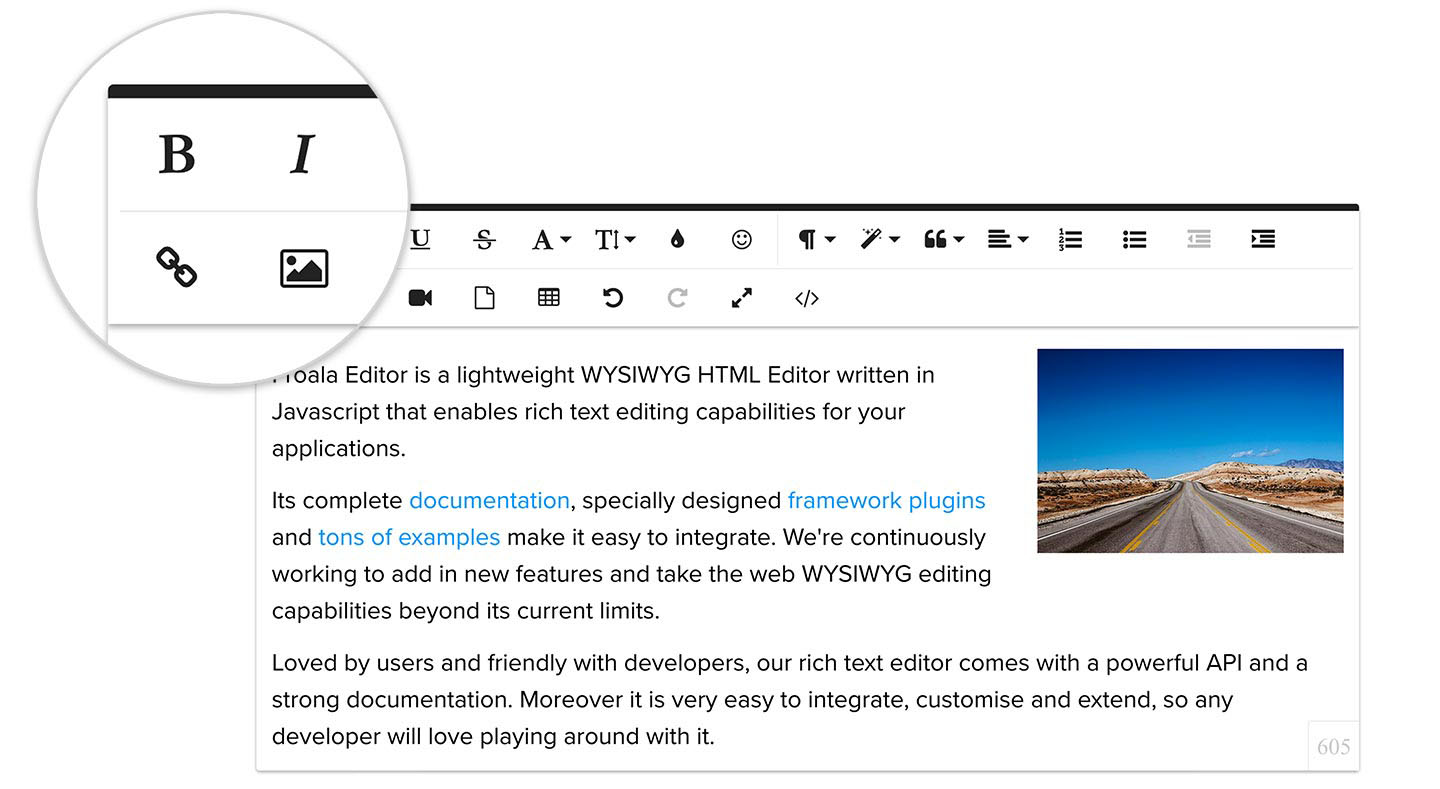 B I U S A T
Froala Editor is a lightweight WYSIWYG HTML Editor written in
Javascript that enables rich text editing capabilities for your
applications.
Its complete documentation, specially designed framework plugins
and tons of examples make it easy to integrate. We're continuously
working to add in new features and take the web WYSIWYG editing
capabilities beyond its current limits.
Loved by users and friendly with developers, our rich text editor comes with a powerful API and a
strong documentation. Moreover it is very easy to integrate, customise and extend, so any
developer will love playing around with it.
605